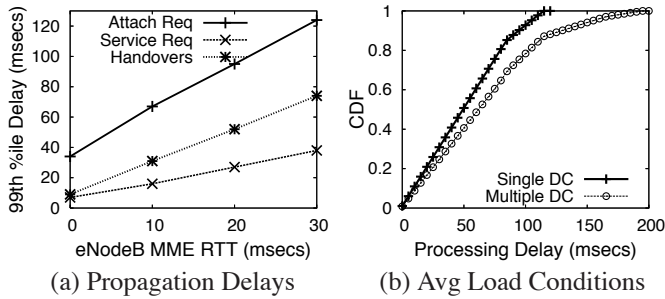 Attach Req
Service Req
Handovers
99th %ile Delay (msecs)
0
20
40
60
80
100
120
0
10
20
30
eNodeB MME RTT (msecs)
(a) Propagation Delays
Single DC
Multiple DC
CDF
0
0.2
0.4
0.6
0.8
1
0
50
100
150
200
Processing Delay (msecs)
(b) Avg Load Conditions